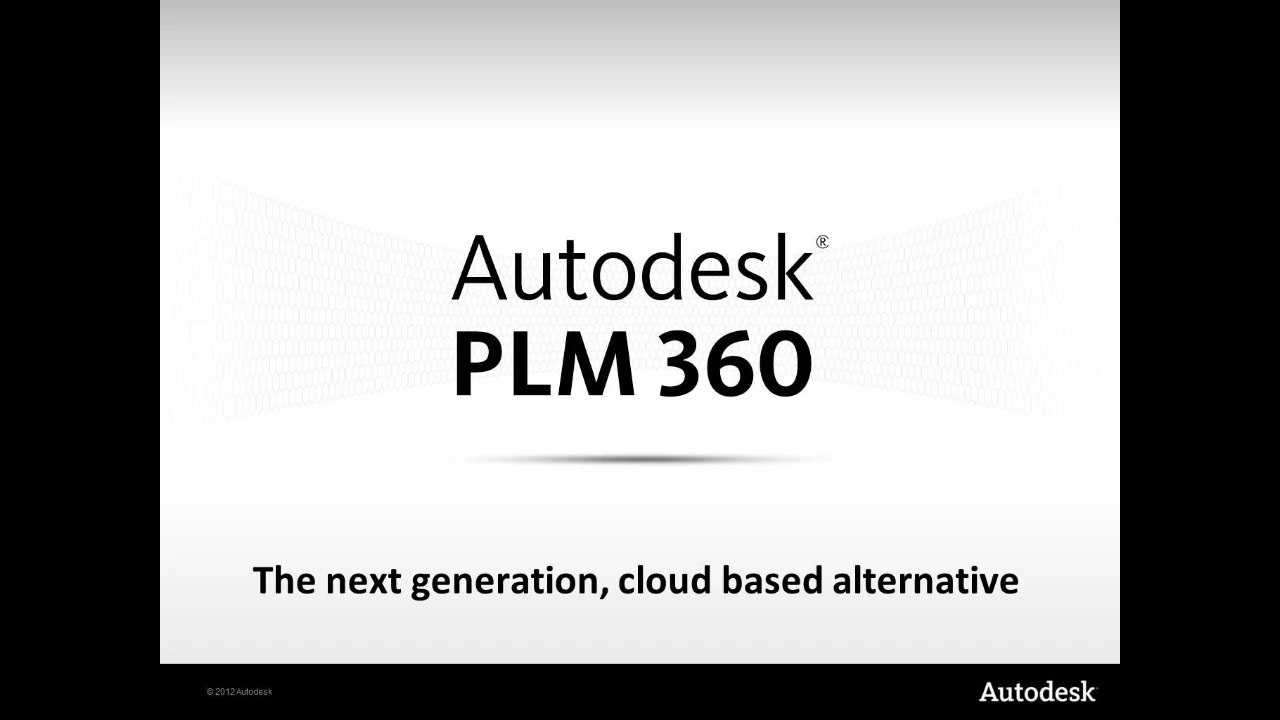 Autodesk®
PLM 360
The next generation, cloud based alternative
© 2012 Autodesk
Autodesk